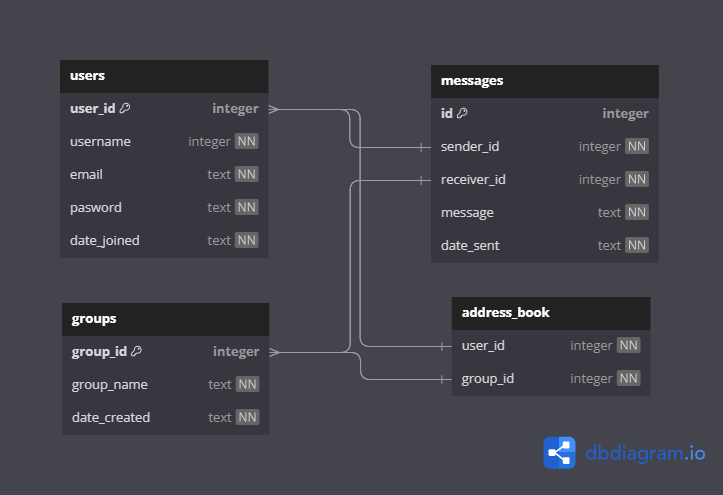 users
user_id integer
username integer NN
email text NN
pasword text NN
date_joined text NN
messages
id integer
sender_id integer NN
receiver_id integer NN
message text NN
date_sent text NN
groups
group_id integer
group_name text NN
date_created text NN
address_book
user_id integer NN
group_id integer NN
dbdiagram.io